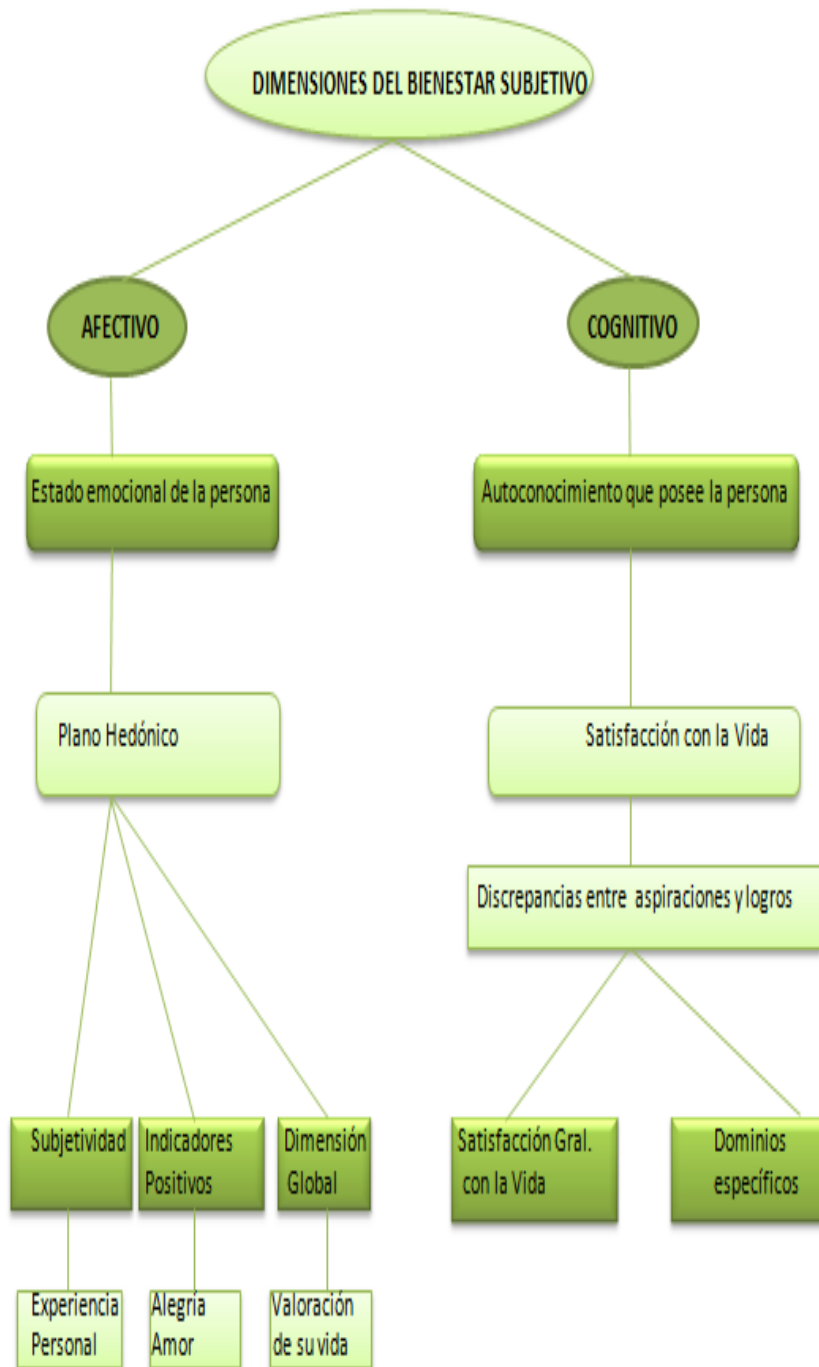 DIMENSIONES DEL BIENESTAR SUBJETIVO
AFECTIVO
COGNITIVO
Estado emocional de la persona
Autoconocimiento que posee la persona
Plano Hedónico
Satisfacción con la Vida
Discrepancias entre aspiraciones y logros
Subjetividad
Indicadores
Positivos
Dimensión
Global
Satisfacción Gral.
con la Vida
Dominios
específicos
Experiencia
Personal
Alegría
Amor
Valoración
de su vida